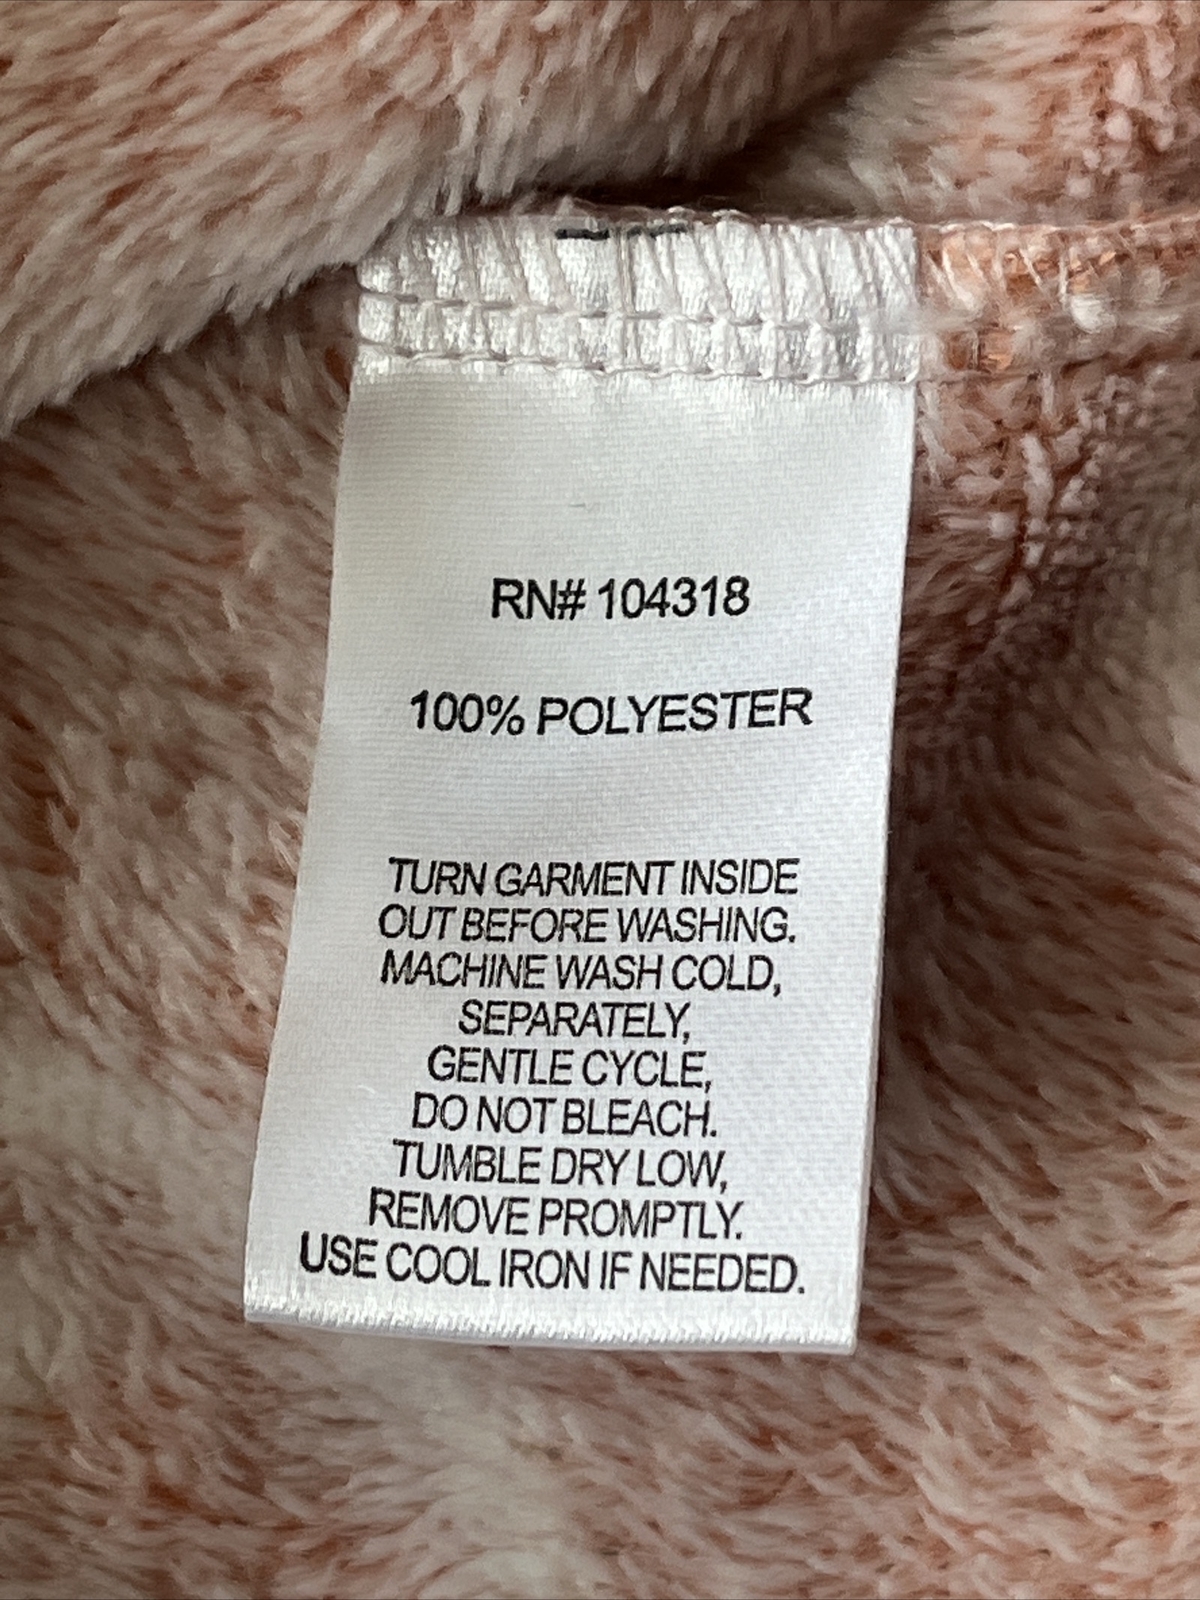 RN# 104318
100% POLYESTER
TURN GARMENT INSIDE
OUT BEFORE WASHING.
MACHINE WASH COLD,
SEPARATELY,
GENTLE CYCLE,
DO NOT BLEACH.
TUMBLE DRY LOW,
REMOVE PROMPTLY.
USE COOL IRON IF NEEDED.